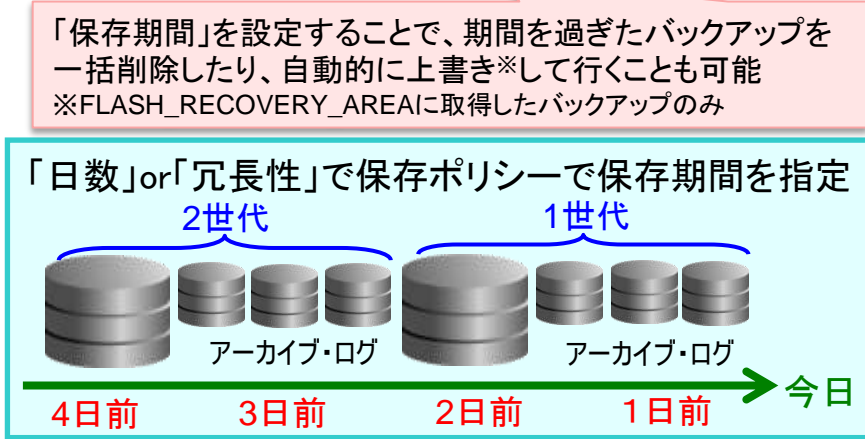 「保存期間」を設定することで、期間を過ぎたバックアップを
一括削除したり、自動的に上書き※して行くことも可能
※FLASH_RECOVERY_AREAに取得したバックアップのみ
「日数」or「冗長性」で保存ポリシーで保存期間を指定
2世代
1世代
アーカイブ・ログ
アーカイブ・ログ
今日
4日前
3日前
2日前
1日前